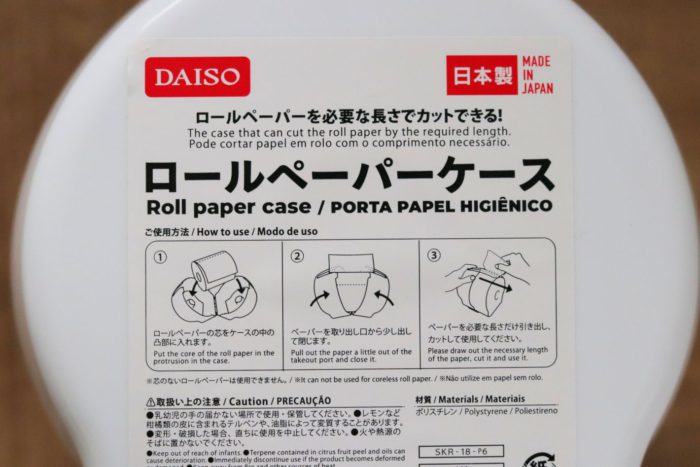 DAISO
日本製
MADE
IN
JAPAN
ロールペーパーを必要な長さでカットできる!
The case that can cut the roll paper by the required length.
Pode cortar papel em rolo com o comprimento necessário.
ロールペーパーケース
Roll paper case / PORTA PAPEL HIGIÊNICO
ご使用方法 / How to use / Modo de uso
①
ロールペーパーの芯をケースの中の
凸部に入れます。
Put the core of the roll paper in the
protrusion in the case.
②
ペーパーを取り出し口から少し出し
て閉じます。
Pull out the paper a little out of the
takeout port and close it.
③
ペーパーを必要な長さだけ引き出し、
カットして使用してください。
Please draw out the necessary length
of the paper, cut it and use it.
※芯のないロールペーパーは使用できません。/ ※It can not be used for coreless roll paper. / ※Não utilize em papel sem rolo.
⚠取扱い上の注意 / Caution / PRECAUÇÃO
●乳幼児の手の届かない場所で使用・保管してください。●レモンなど
柑橘類の皮に含まれるテルペンや、油脂によって変質することがあります。
●変形・破損した場合、直ちに使用を中止してください。●火や熱源の
そばに置かないでください。
●Keep out of reach of infants. ●Terpene contained in citrus fruit peel and oils can
cause deterioration. ●Immediately discontinue use if the product becomes deformed
材質 / Materials / Materiais
ポリスチレン / Polystyrene / Poliestireno
SKR-18-P6